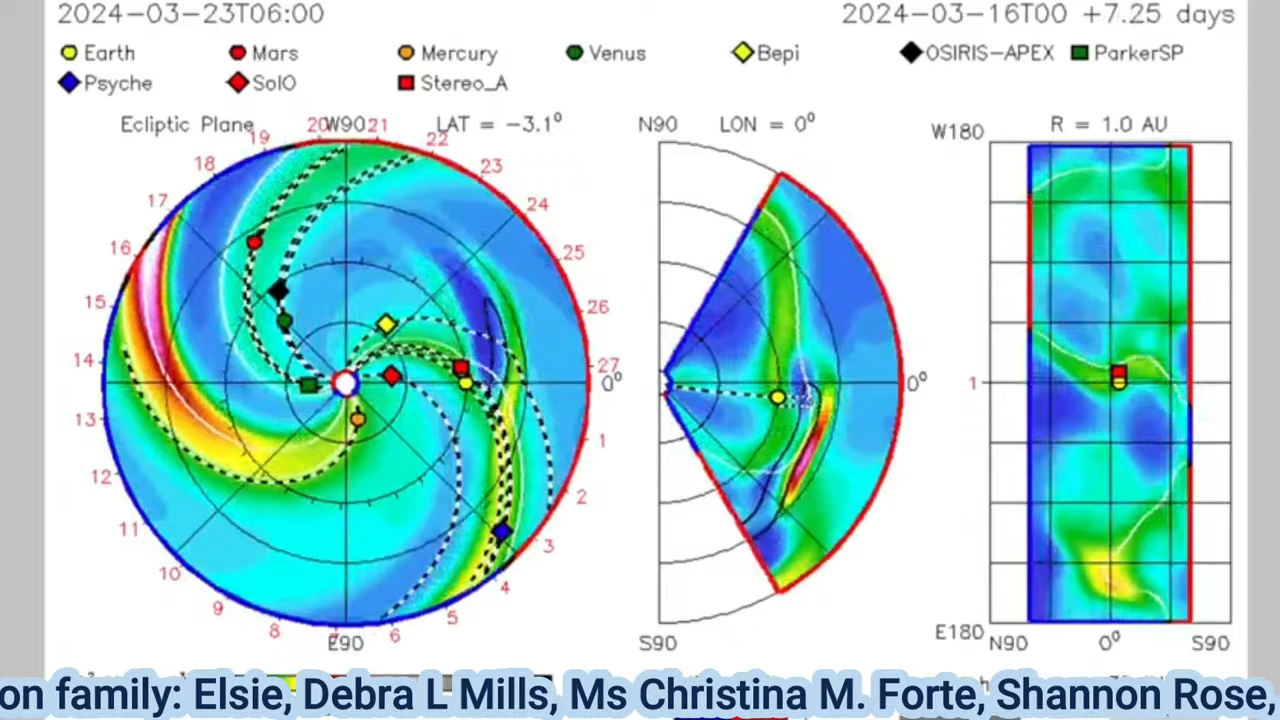 2024-03-23T06:00
2024-03-16T00 +7.25 days
Earth
Mars
Mercury
Venus
Bepi
OSIRIS-APEX
ParkerSP
Psyche
SolO
Stereo_A
Ecliptic Plane
W90
LAT = -3.1°
N90
LON = 0°
W180
R = 1.0 AU
19
20
21
22
18
23
17
24
16
25
15
26
14
27
0°
0°
1
13
1
12
2
11
3
10
4
9
5
8
6
E90
S90
E180
N90
0°
S90
on family: Elsie, Debra L Mills, Ms Christina M. Forte, Shannon Rose,